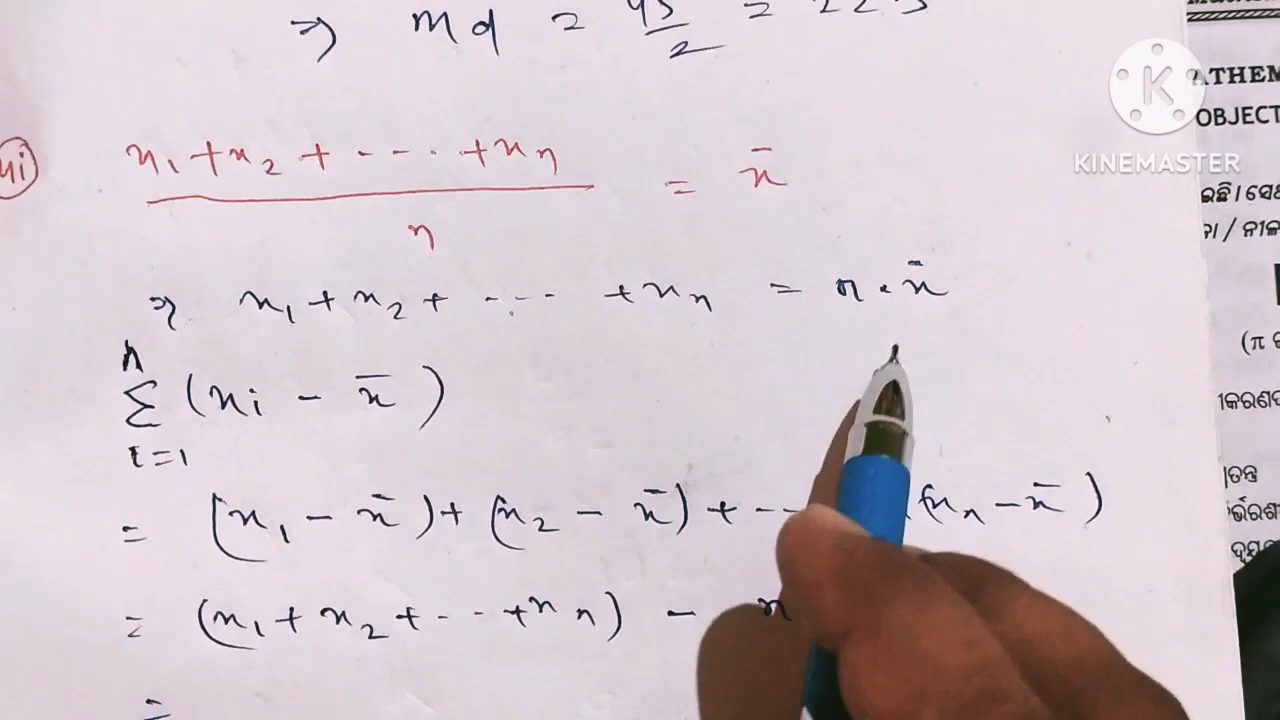 ⇒ Md = 45/2 = 22.5
x₁ + x₂ + - - - · + xₙ / n = x̄
⇒ x₁ + x₂ + - - - - + xₙ = n · x̄
n
Σ (xi - x̄)
i=1
= (x₁ - x̄) + (x₂ - x̄) + - - (xₙ - x̄)
= (x₁ + x₂ + - - - + xₙ) - n
=
KINEMASTER
ATHEM
OBJECT
(π